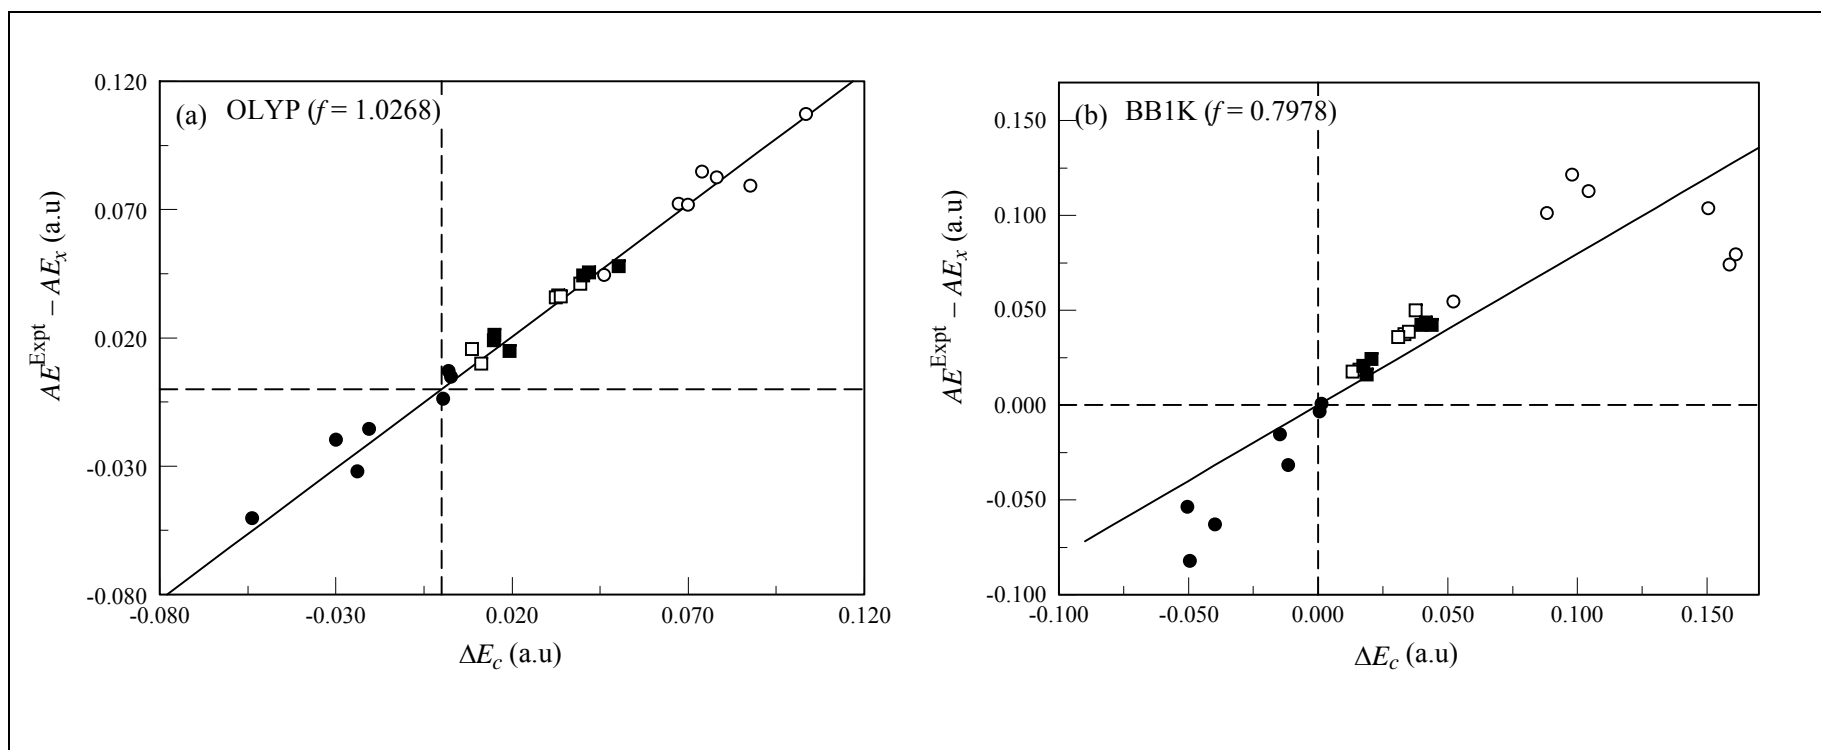 (a) OLYP (f = 1.0268)
0.120
0.070
0.020
-0.030
-0.080
AE^Expt – AE_x (a.u)
-0.080 -0.030 0.020 0.070 0.120
ΔE_c (a.u)
(b) BB1K (f = 0.7978)
0.150
0.100
0.050
0.000
-0.050
-0.100
AE^Expt – AE_x (a.u)
-0.100 -0.050 0.000 0.050 0.100 0.150
ΔE_c (a.u)